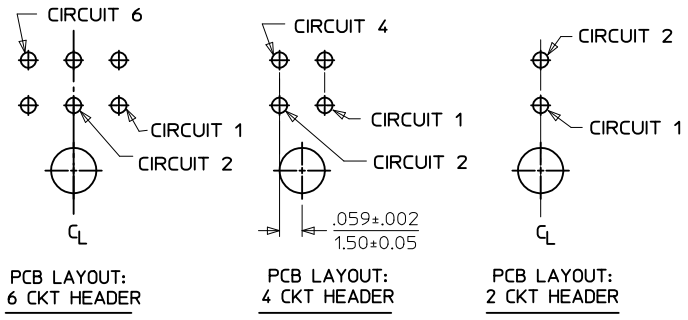 CIRCUIT 6
CIRCUIT 1
CIRCUIT 2
CL
PCB LAYOUT:
6 CKT HEADER
CIRCUIT 4
CIRCUIT 1
CIRCUIT 2
.059±.002
1.50±0.05
PCB LAYOUT:
4 CKT HEADER
CIRCUIT 2
CIRCUIT 1
CL
PCB LAYOUT:
2 CKT HEADER